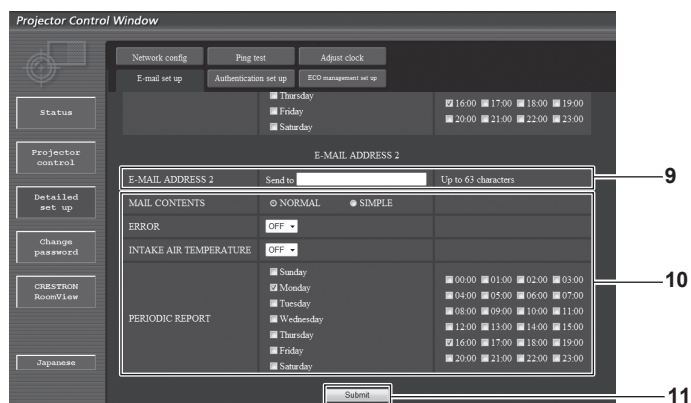 Projector Control Window
Network config Ping test Adjust clock
E-mail set up Authentication set up ECO management set up
Status
Projector control
Detailed set up
Change password
CRESTRON RoomView
Japanese
Thursday
Friday
Saturday
16:00 17:00 18:00 19:00
20:00 21:00 22:00 23:00
E-MAIL ADDRESS 2
E-MAIL ADDRESS 2 Send to Up to 63 characters
9
MAIL CONTENTS NORMAL SIMPLE
ERROR OFF
INTAKE AIR TEMPERATURE OFF
10
PERIODIC REPORT
Sunday
Monday
Tuesday
Wednesday
Thursday
Friday
Saturday
00:00 01:00 02:00 03:00
04:00 05:00 06:00 07:00
08:00 09:00 10:00 11:00
12:00 13:00 14:00 15:00
16:00 17:00 18:00 19:00
20:00 21:00 22:00 23:00
Submit
11